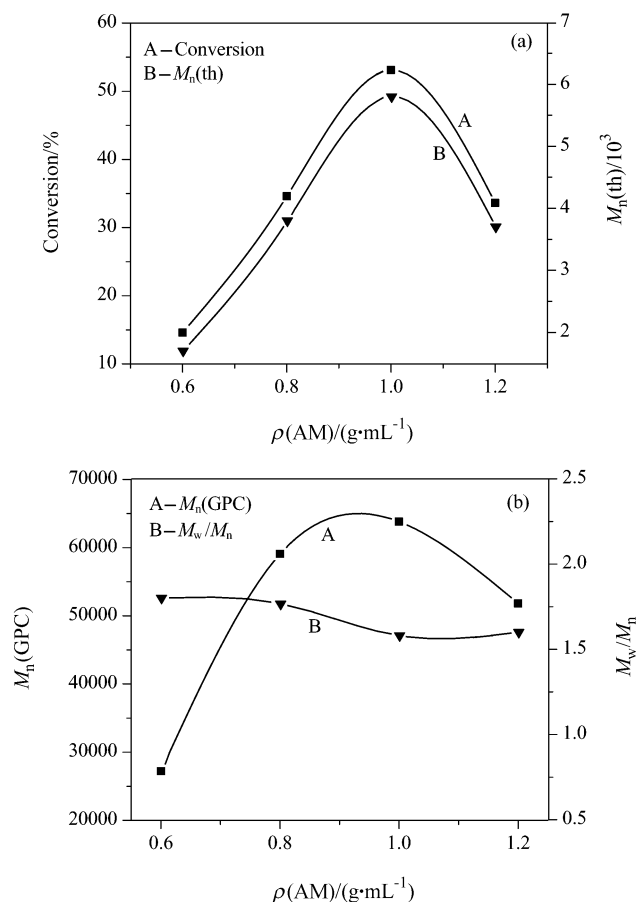 60
50
40
30
20
10
Conversion/%
A–Conversion
B–Mn(th)
(a)
A
B
7
6
5
4
3
2
Mn(th)/10³
0.6 0.8 1.0 1.2
ρ(AM)/(g•mL⁻¹)
70000
60000
50000
40000
30000
20000
Mn(GPC)
A–Mn(GPC)
B–Mw/Mn
(b)
A
B
2.5
2.0
1.5
1.0
0.5
Mw/Mn
0.6 0.8 1.0 1.2
ρ(AM)/(g•mL⁻¹)